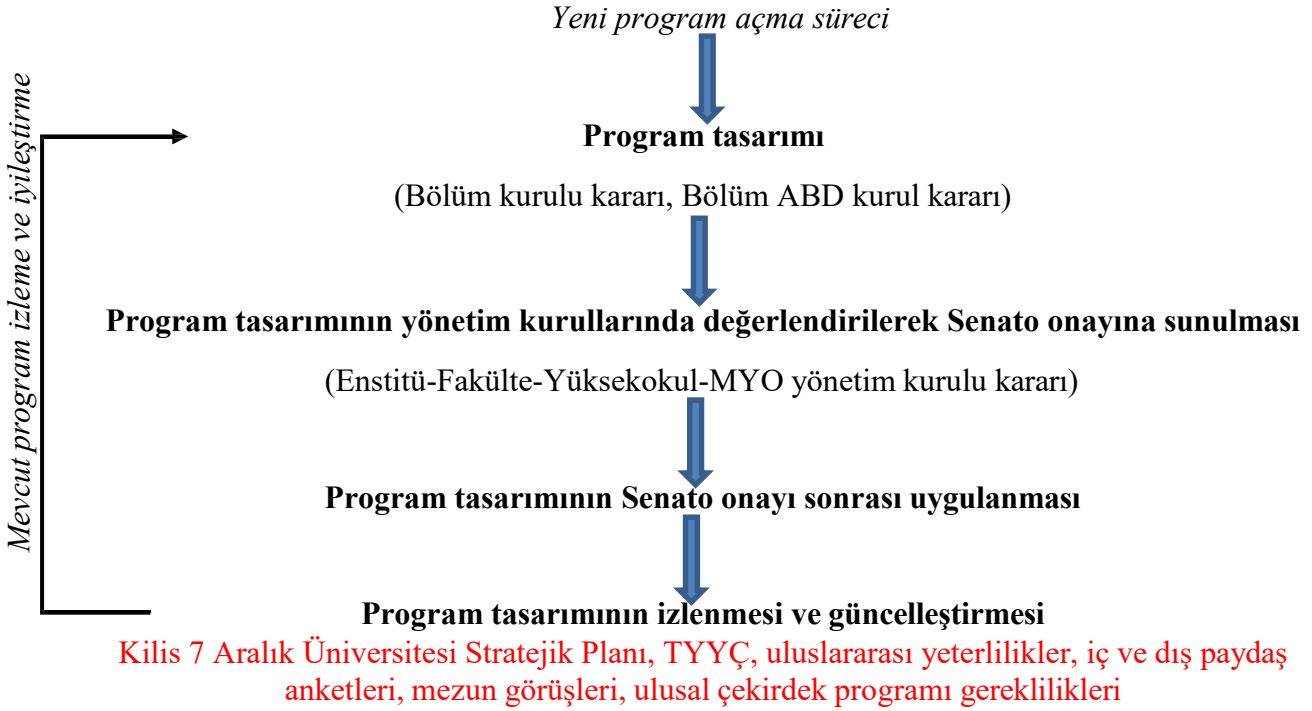 Yeni program açma süreci
Mevcut program izleme ve iyileştirme
Program tasarımı
(Bölüm kurulu kararı, Bölüm ABD kurul kararı)
Program tasarımının yönetim kurullarında değerlendirilerek Senato onayına sunulması
(Enstitü-Fakülte-Yüksekokul-MYO yönetim kurulu kararı)
Program tasarımının Senato onayı sonrası uygulanması
Program tasarımının izlenmesi ve güncelleştirmesi
Kilis 7 Aralık Üniversitesi Stratejik Planı, TYYÇ, uluslararası yeterlilikler, iç ve dış paydaş
anketleri, mezun görüşleri, ulusal çekirdek programı gereklilikleri